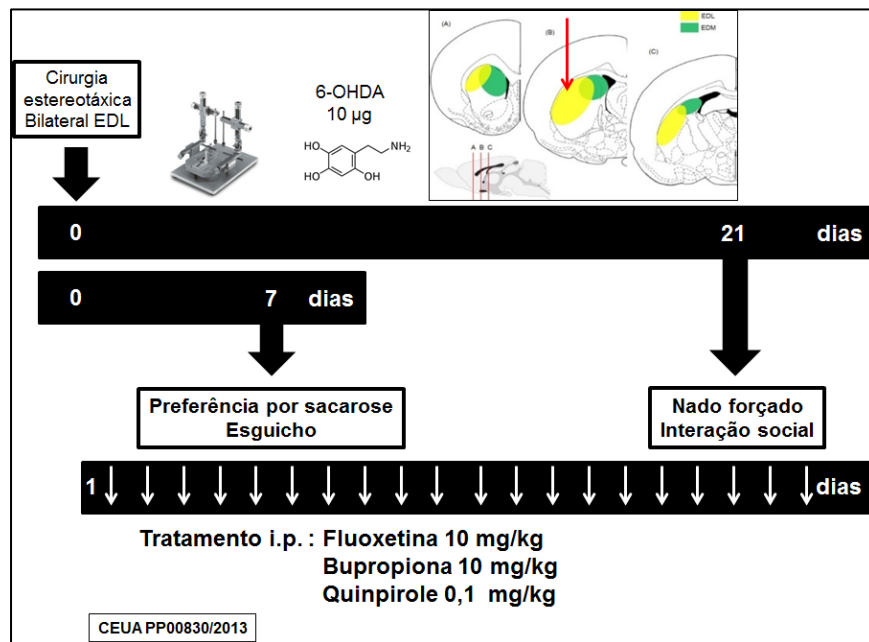 Cirurgia
estereotáxica
Bilateral EDL
6-OHDA
10 µg
HO
NH2
HO
OH
(A)
(B)
(C)
EDL
EDM
A B C
0 21 dias
0 7 dias
Preferência por sacarose
Esguicho
Nado forçado
Interação social
1 dias
Tratamento i.p. : Fluoxetina 10 mg/kg
Bupropiona 10 mg/kg
Quinpirole 0,1 mg/kg
CEUA PP00830/2013